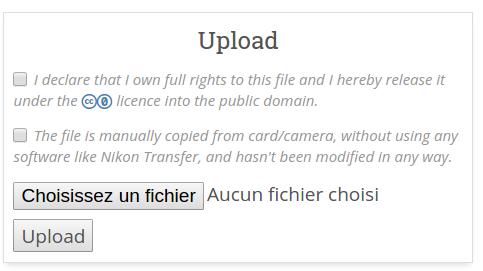 Upload
I declare that I own full rights to this file and I hereby release it
under the cc 0 licence into the public domain.
The file is manually copied from card/camera, without using any
software like Nikon Transfer, and hasn't been modified in any way.
Choisissez un fichier Aucun fichier choisi
Upload